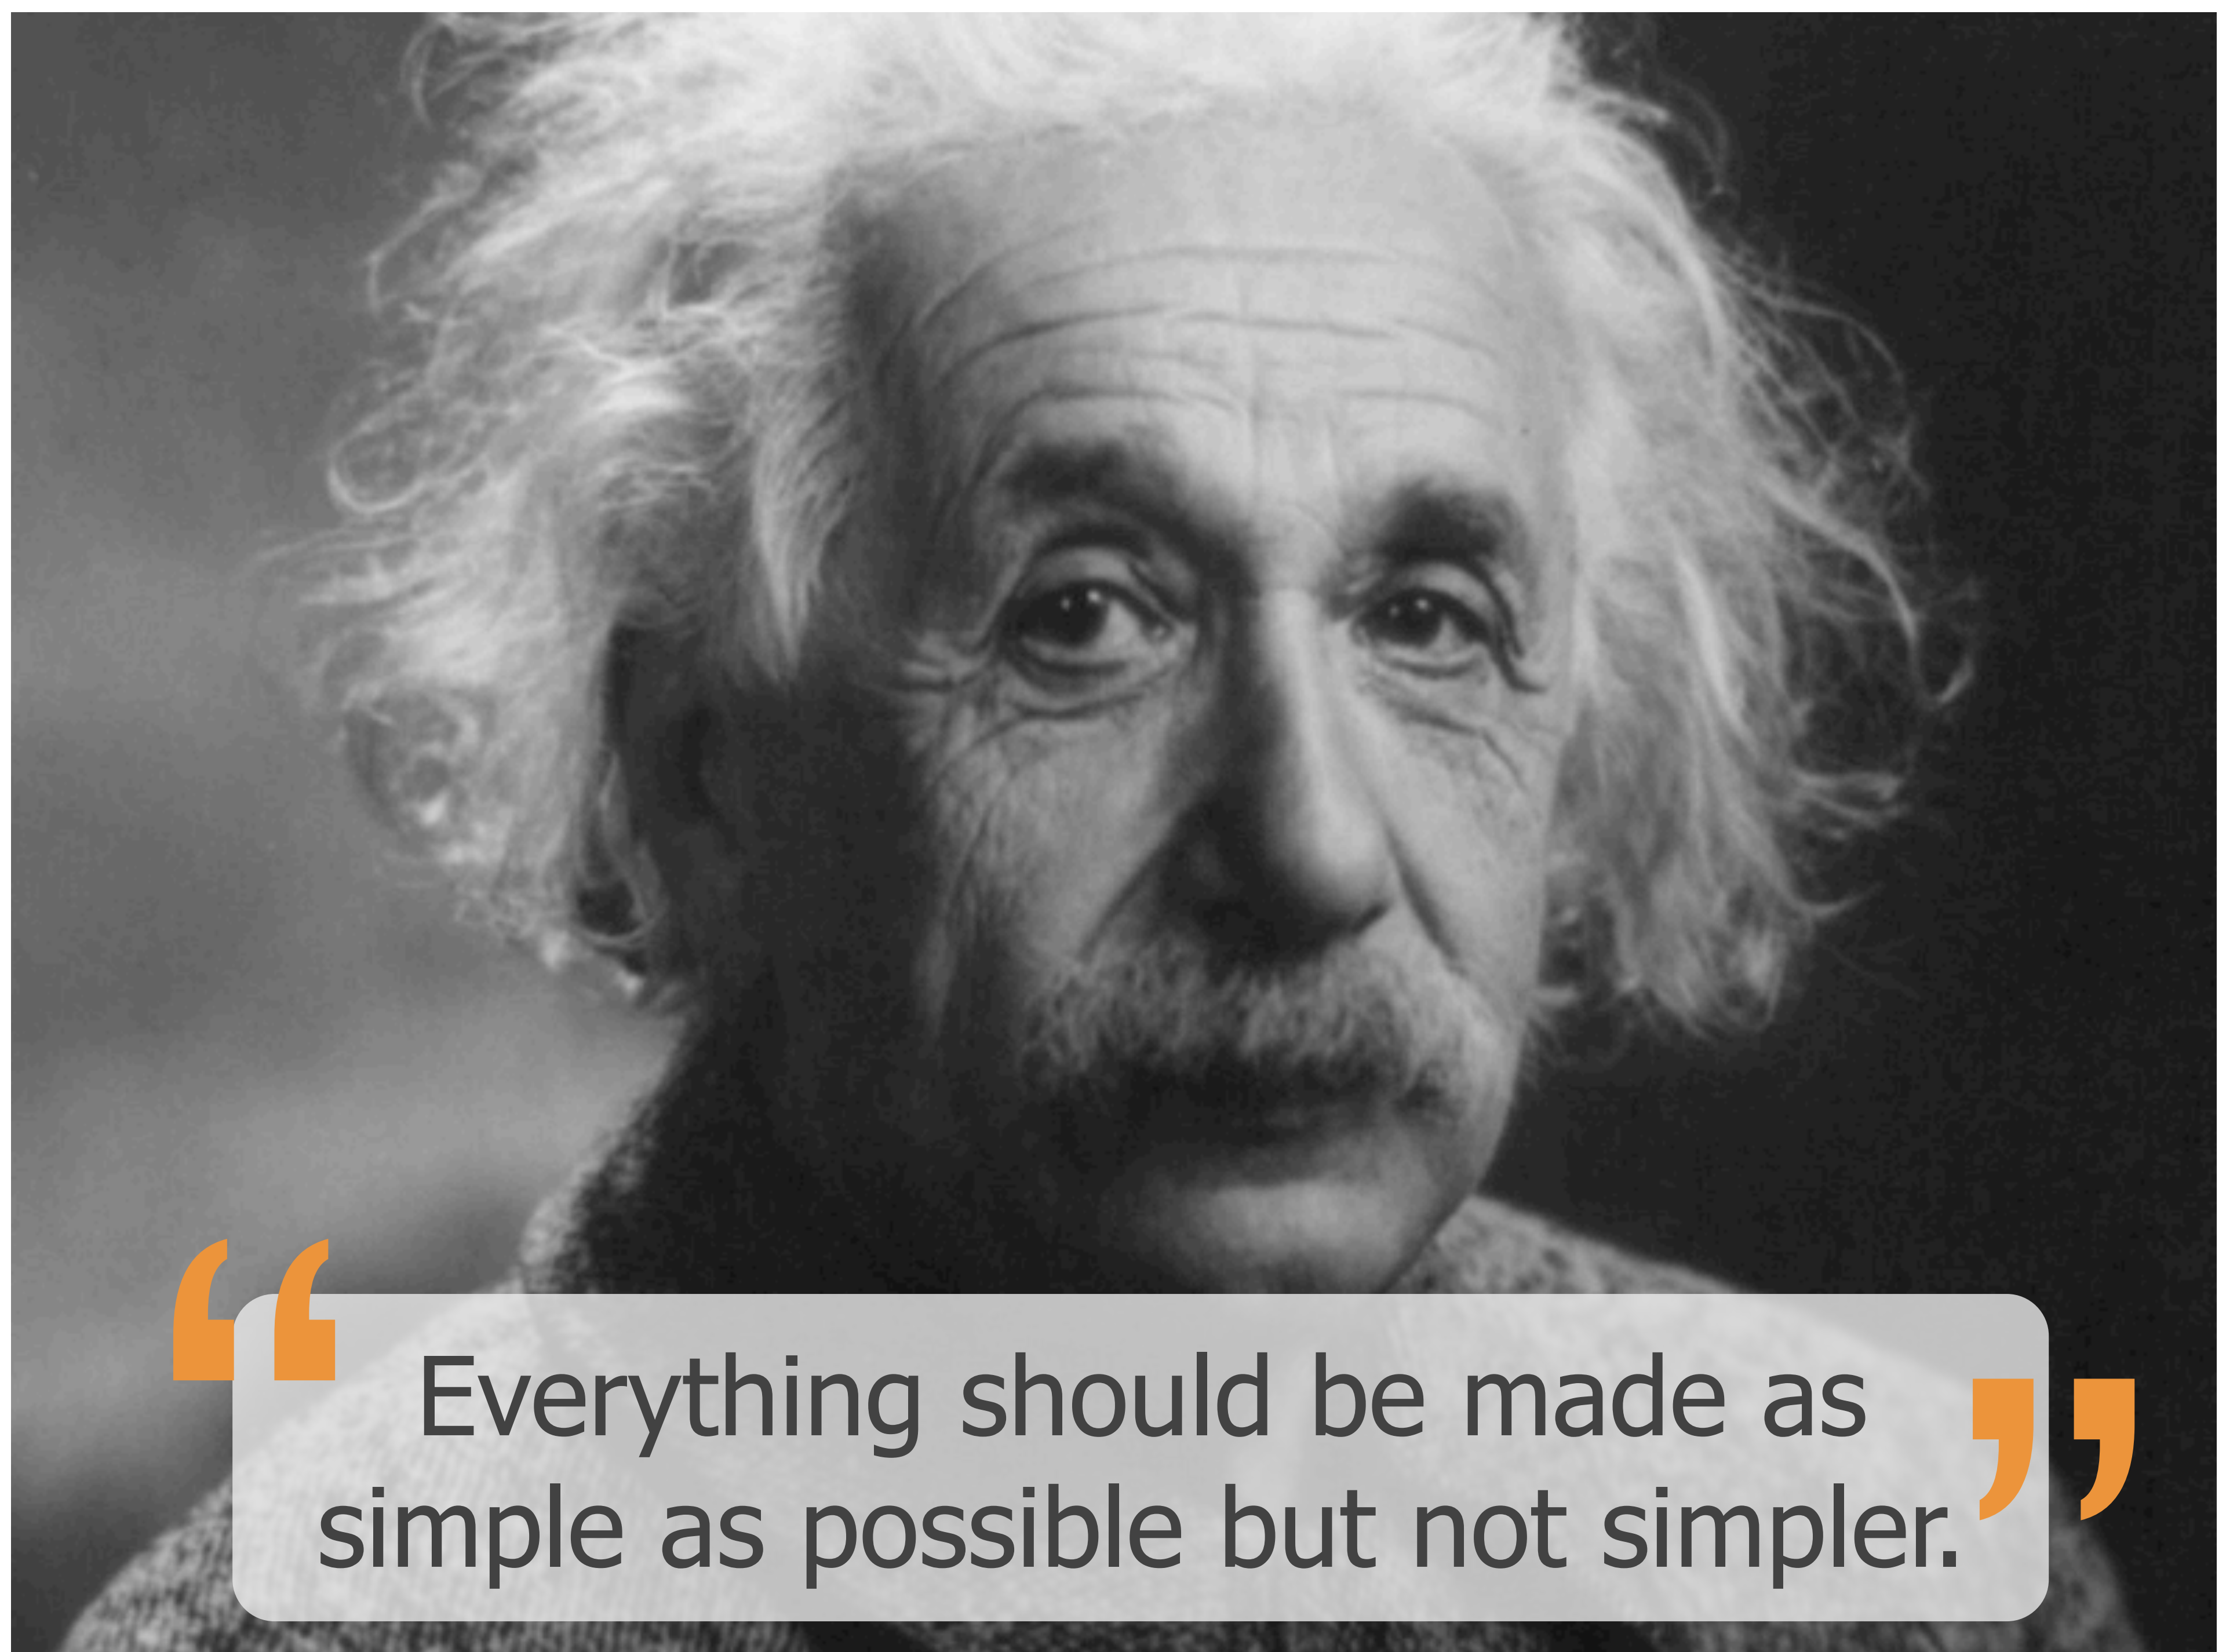 “Everything should be made as
simple as possible but not simpler.”